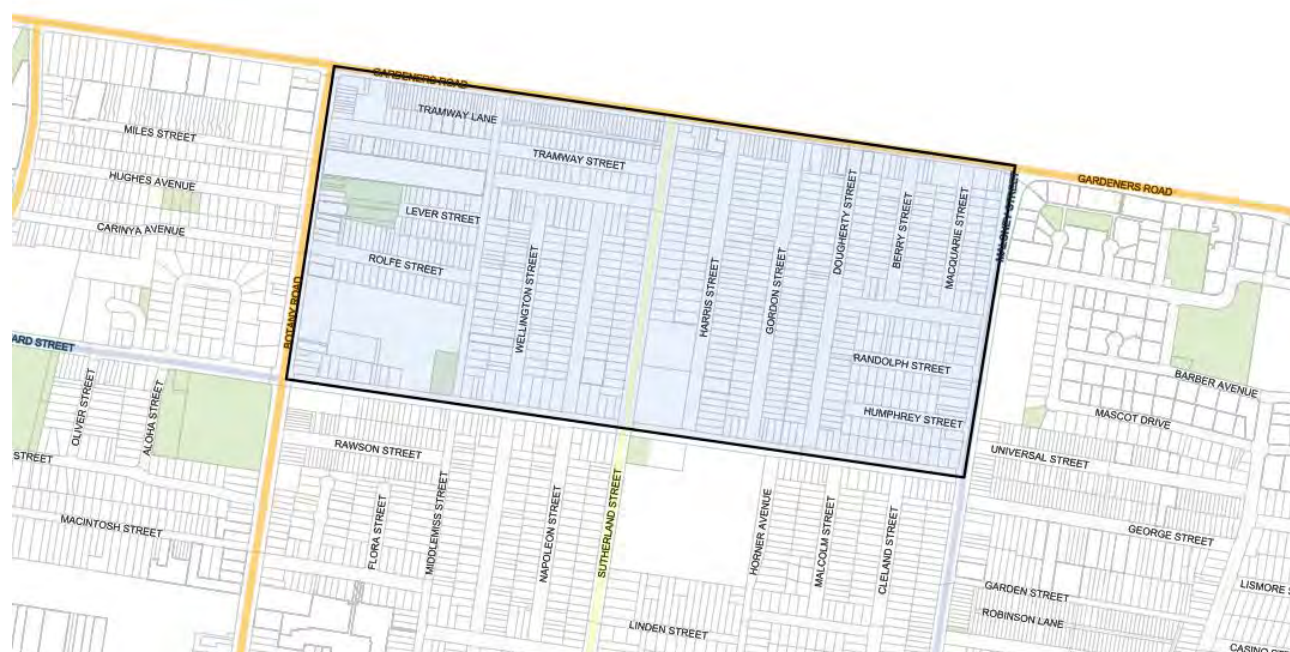 GARDENERS ROAD
TRAMWAY LANE
MILES STREET
TRAMWAY STREET
GARDENERS ROAD
HUGHES AVENUE
LEVER STREET
CARINYA AVENUE
ROLFE STREET
WELLINGTON STREET
HARRIS STREET
GORDON STREET
DOUGHERTY STREET
BERRY STREET
MACQUARIE STREET
BOTANY ROAD
ARD STREET
RANDOLPH STREET
BARBER AVENUE
HUMPHREY STREET
MASCOT DRIVE
OLIVER STREET
ALOHA STREET
RAWSON STREET
UNIVERSAL STREET
STREET
MACINTOSH STREET
FLORA STREET
MIDDLEMISS STREET
NAPOLEON STREET
SUTHERLAND STREET
HORNER AVENUE
MALCOLM STREET
CLELAND STREET
GEORGE STREET
GARDEN STREET
LISMORE S
ROBINSON LANE
LINDEN STREET